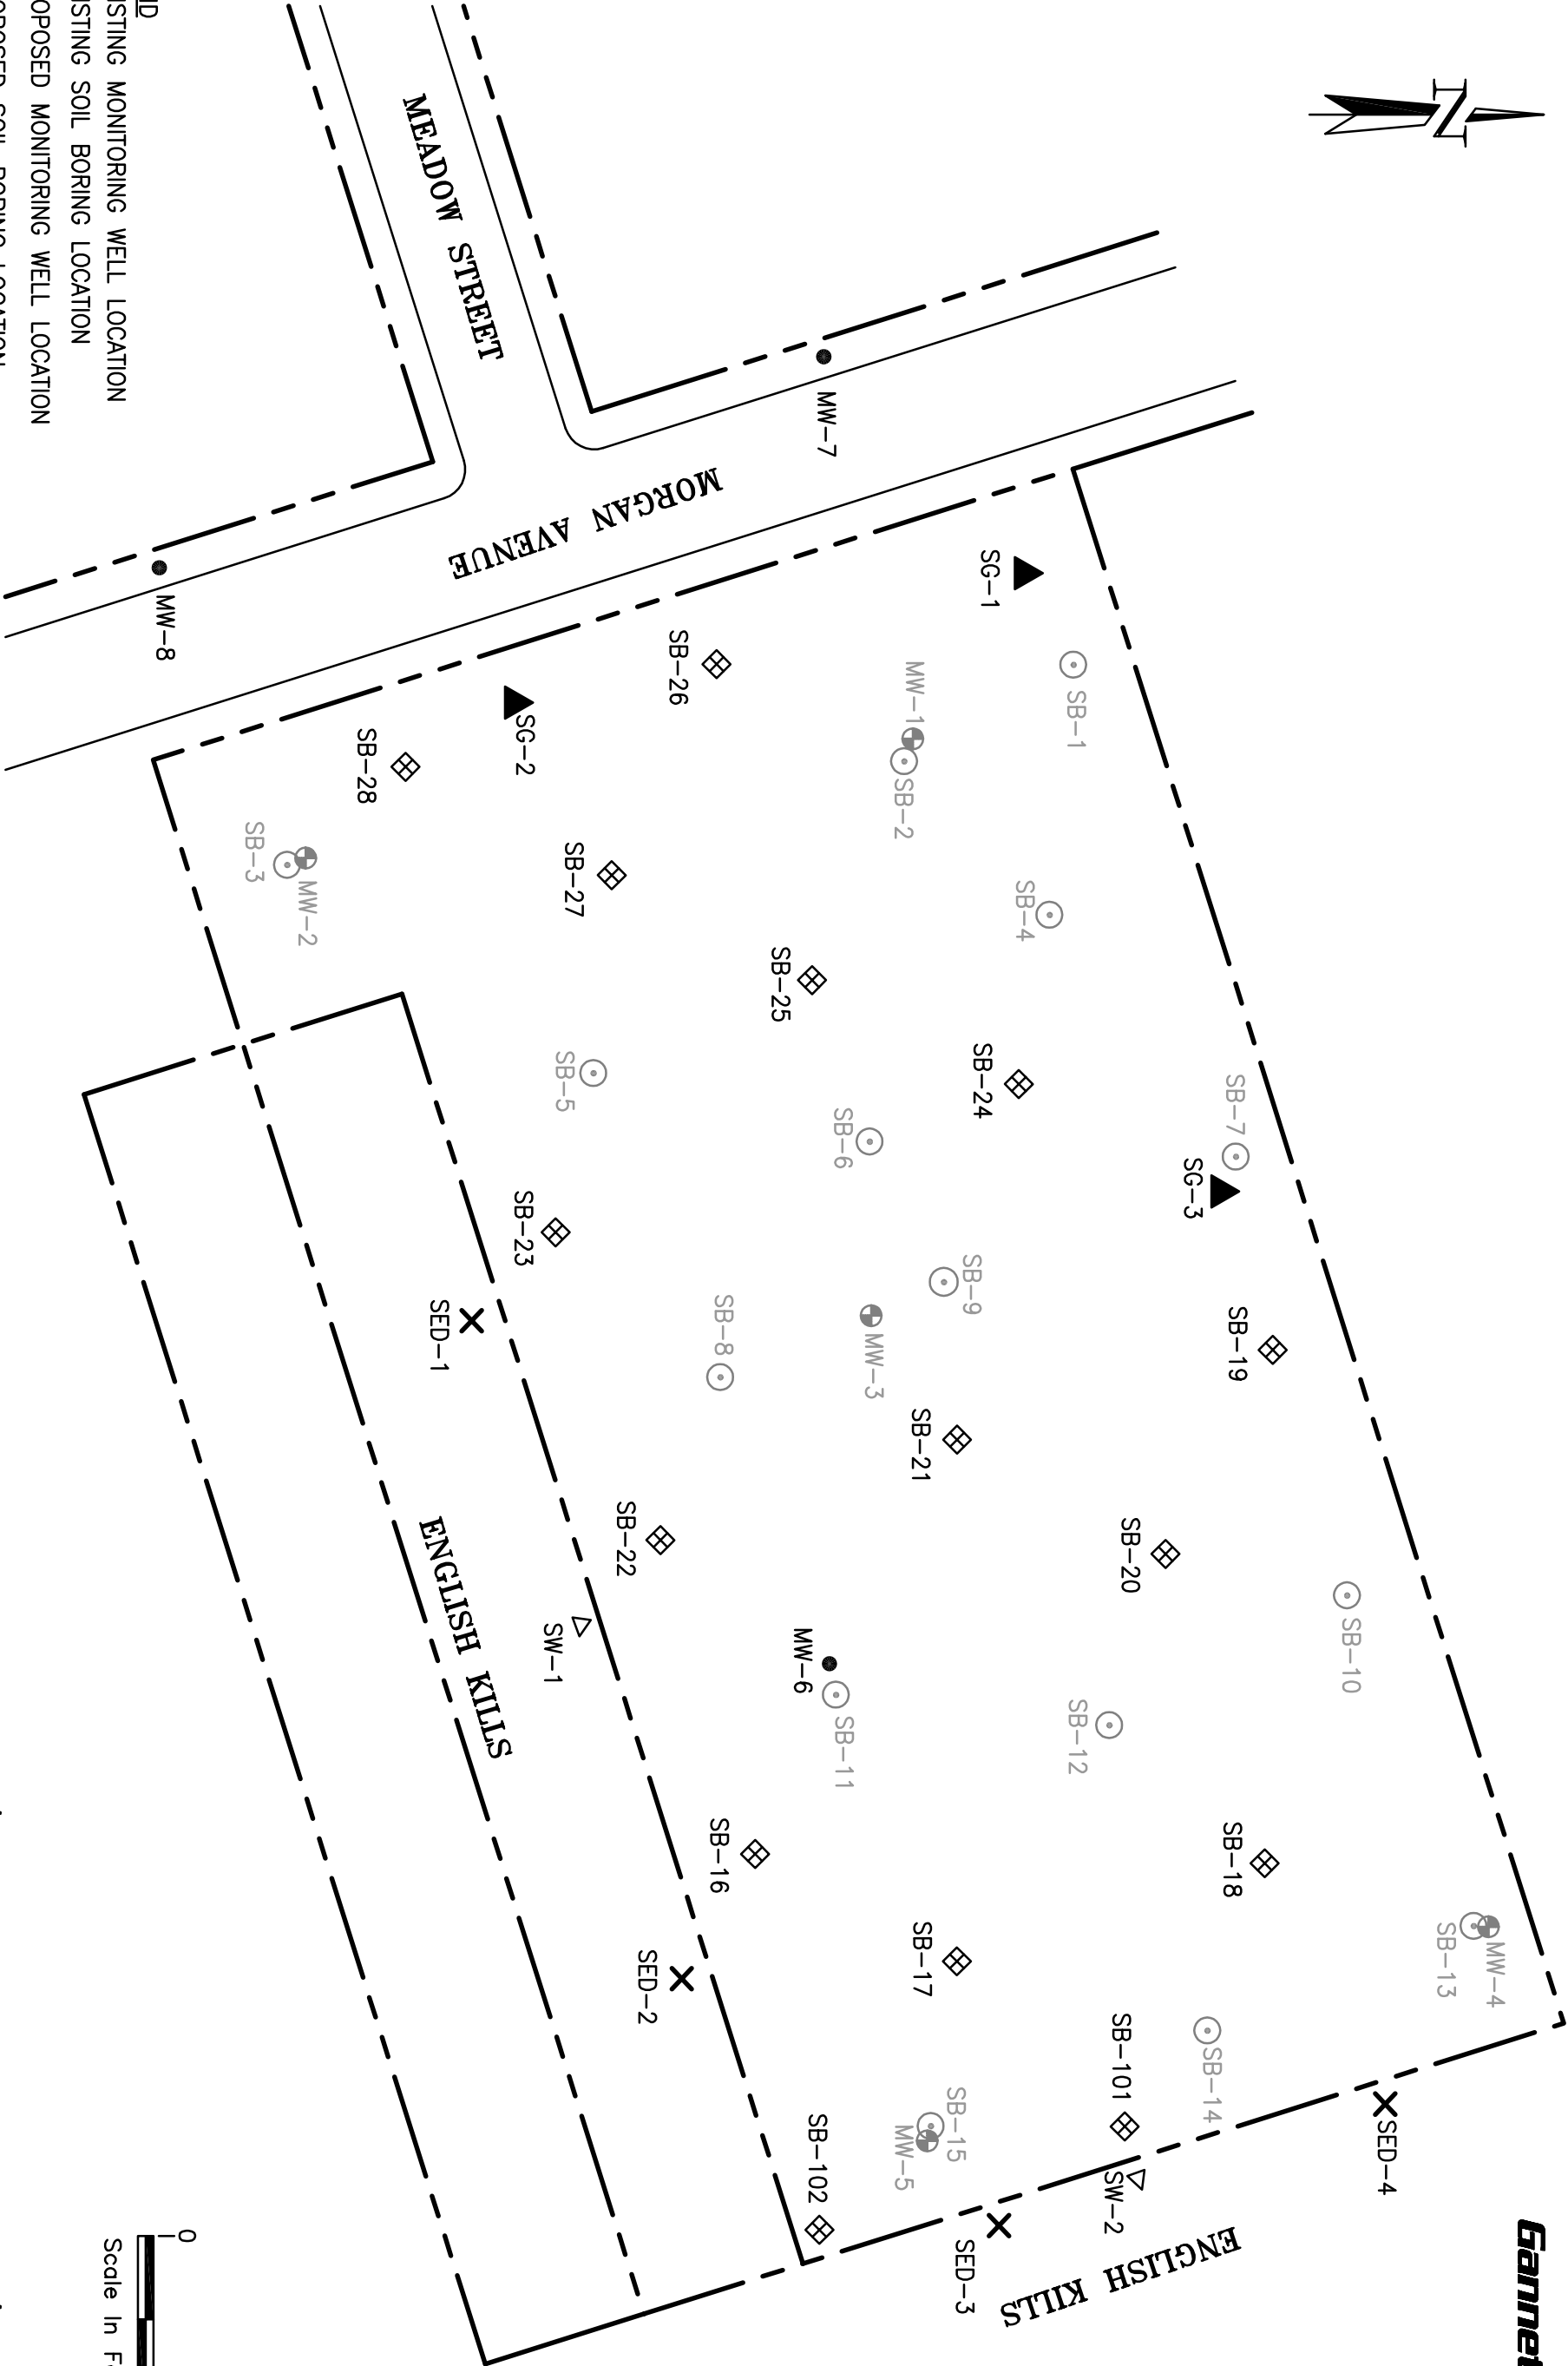 Gannet
MEADOW STREET
MORGAN AVENUE
ENGLISH KILLS
ENGLISH KILLS
N
MW-7
MW-8
SG-1
SB-1
MW-1
SB-2
SB-26
SG-2
SB-28
SB-3
MW-2
SB-27
SB-4
SB-25
SB-5
SB-24
SB-6
SB-7
SG-3
SB-23
SED-1
SB-9
MW-3
SB-8
SB-19
SB-21
SB-22
SB-20
SW-1
MW-6
SB-11
SB-10
SB-12
SB-16
SB-18
SED-2
SB-17
MW-4
SB-13
SB-14
SB-101
SB-15
MW-5
SB-102
SW-2
SED-4
SED-3
ISTING MONITORING WELL LOCATION
ISTING SOIL BORING LOCATION
OPOSED MONITORING WELL LOCATION
OPOSED SOIL BORING LOCATION
0
Scale In F